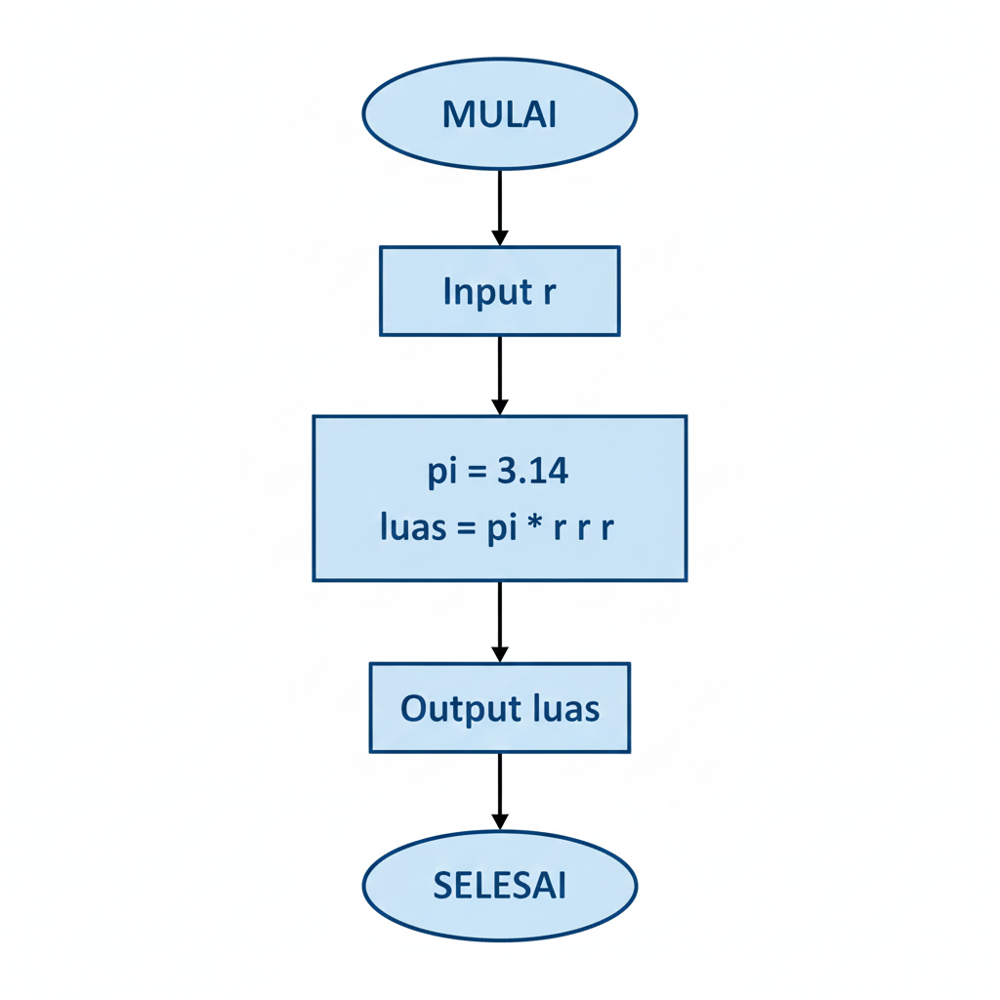 MULAI
Input r
pi = 3.14
luas = pi * r r r
Output luas
SELESAI